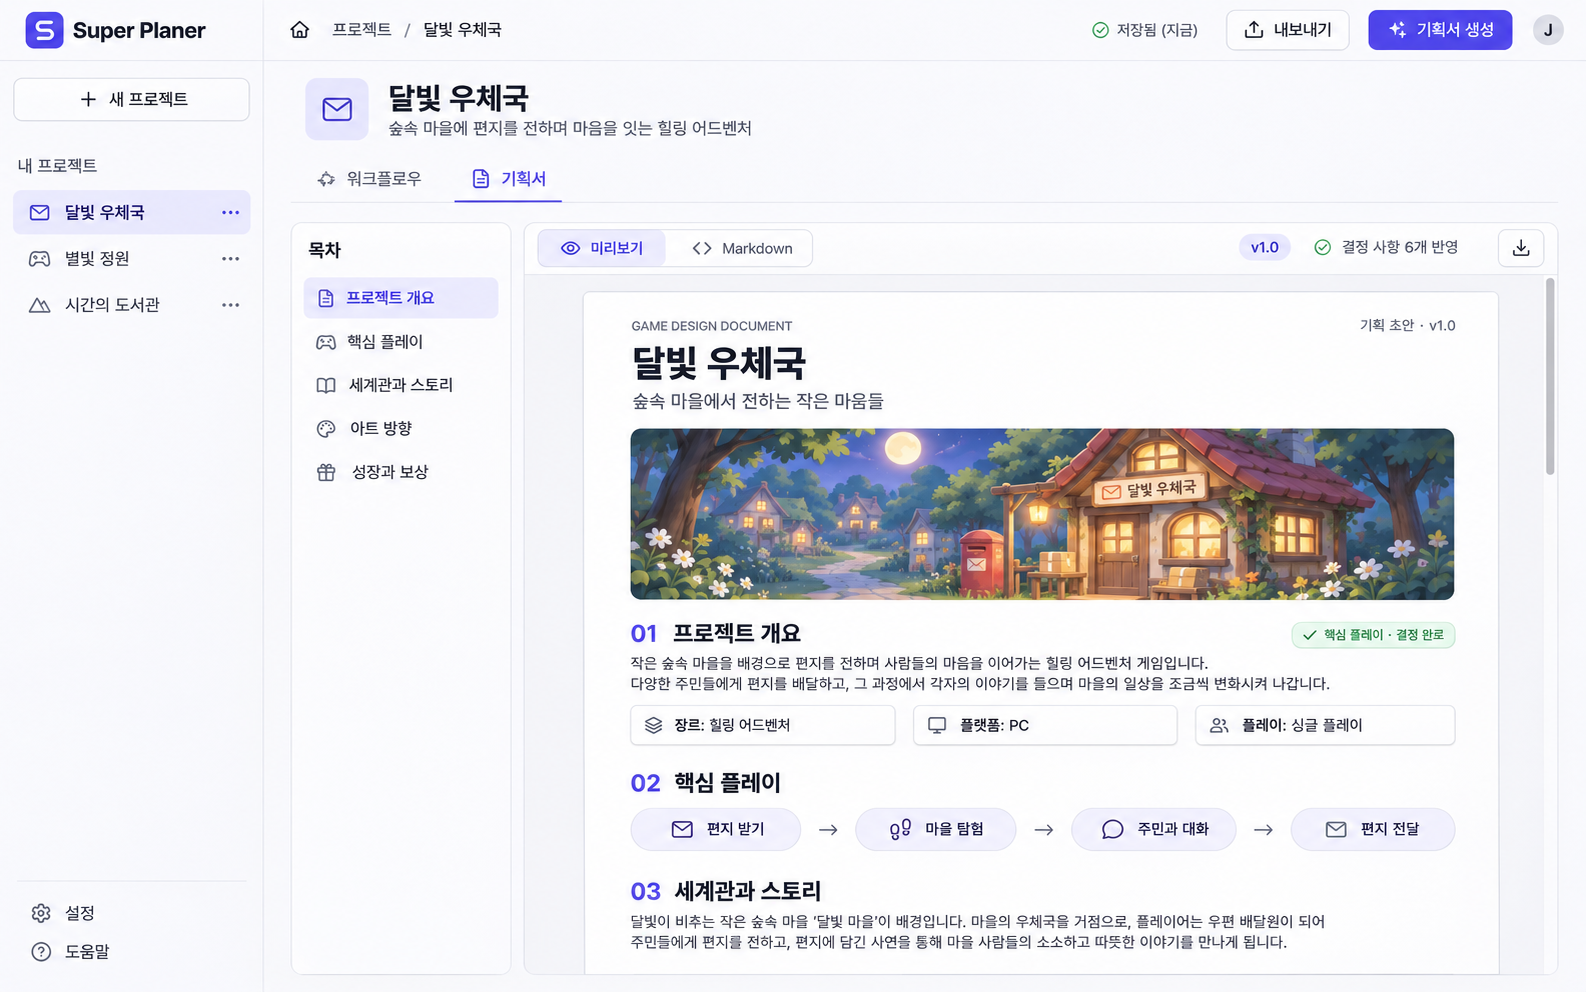 Super Planer
프로젝트 / 달빛 우체국
저장됨 (지금)
내보내기
기획서 생성
J
새 프로젝트
내 프로젝트
달빛 우체국
별빛 정원
시간의 도서관
설정
도움말
달빛 우체국
숲속 마을에 편지를 전하며 마음을 잇는 힐링 어드벤처
워크플로우
기획서
목차
프로젝트 개요
핵심 플레이
세계관과 스토리
아트 방향
성장과 보상
미리보기
Markdown
v1.0
결정 사항 6개 반영
GAME DESIGN DOCUMENT
기획 초안 · v1.0
달빛 우체국
숲속 마을에서 전하는 작은 마움들
달빛 우체국
01 프로젝트 개요
핵심 플레이 · 결정 완료
작은 숲속 마을을 배경으로 편지를 전하며 사람들의 마음을 이어가는 힐링 어드벤처 게임입니다.
다양한 주민들에게 편지를 배달하고, 그 과정에서 각자의 이야기를 들으며 마을의 일상을 조금씩 변화시켜 나갑니다.
장르: 힐링 어드벤처
플랫폼: PC
플레이: 싱글 플레이
02 핵심 플레이
편지 받기 → 마을 탐험 → 주민과 대화 → 편지 전달
03 세계관과 스토리
달빛이 비추는 작은 숲속 마을 '달빛 마을'이 배경입니다. 마을의 우체국을 거점으로, 플레이어는 우편 배달원이 되어
주민들에게 편지를 전하고, 편지에 담긴 사연을 통해 마을 사람들의 소소하고 따뜻한 이야기를 만나게 됩니다.